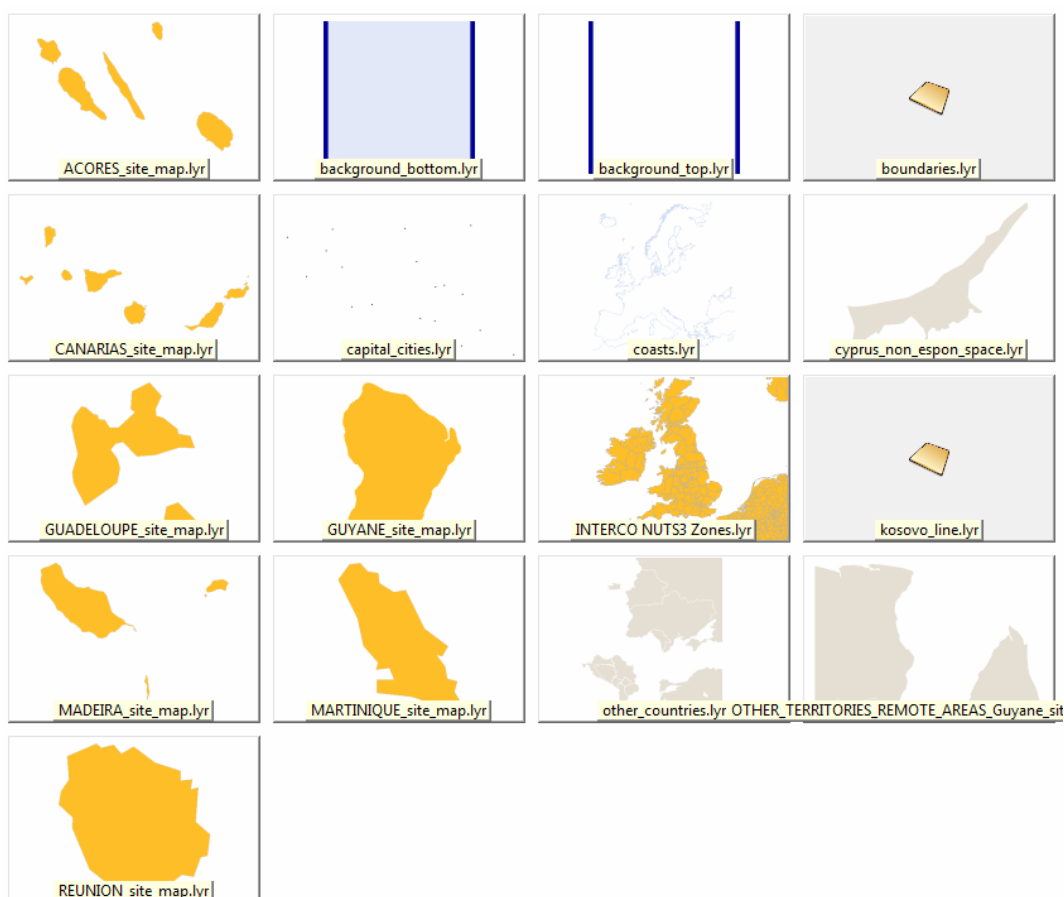 ACORES_site_map.lyr
background_bottom.lyr
background_top.lyr
boundaries.lyr
CANARIAS_site_map.lyr
capital_cities.lyr
coasts.lyr
cyprus_non_espon_space.lyr
GUADELOUPE_site_map.lyr
GUYANE_site_map.lyr
INTERCO NUTS3 Zones.lyr
kosovo_line.lyr
MADEIRA_site_map.lyr
MARTINIQUE_site_map.lyr
other_countries.lyr
OTHER_TERRITORIES_REMOTE_AREAS_Guyane_sit
REUNION_site_map.lyr